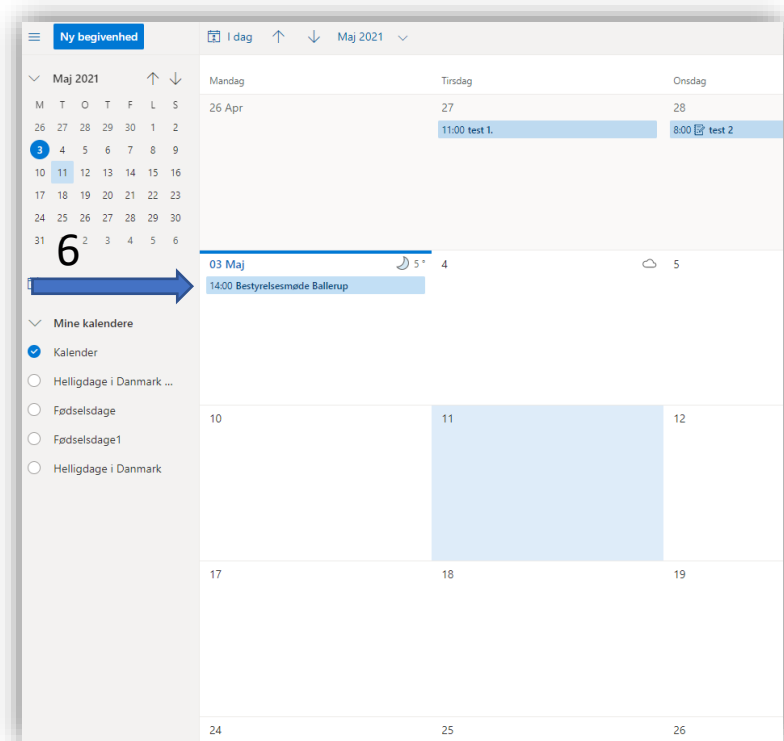 Ny begivenhed
I dag Maj 2021
Maj 2021
M T O T F L S
26 27 28 29 30 1 2
3 4 5 6 7 8 9
10 11 12 13 14 15 16
17 18 19 20 21 22 23
24 25 26 27 28 29 30
31 2 3 4 5 6
6
Mine kalendere
Kalender
Helligdage i Danmark ...
Fødselsdage
Fødselsdage1
Helligdage i Danmark
Mandag Tirsdag Onsdag
26 Apr 27 28
11:00 test 1. 8:00 test 2
03 Maj 5° 4 5
14:00 Bestyrelsesmøde Ballerup
10 11 12
17 18 19
24 25 26